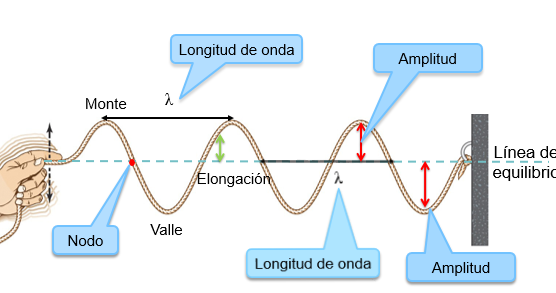 Longitud de onda
Amplitud
Monte
λ
Línea de
equilibrio
Elongación
λ
Nodo
Valle
Longitud de onda
Amplitud